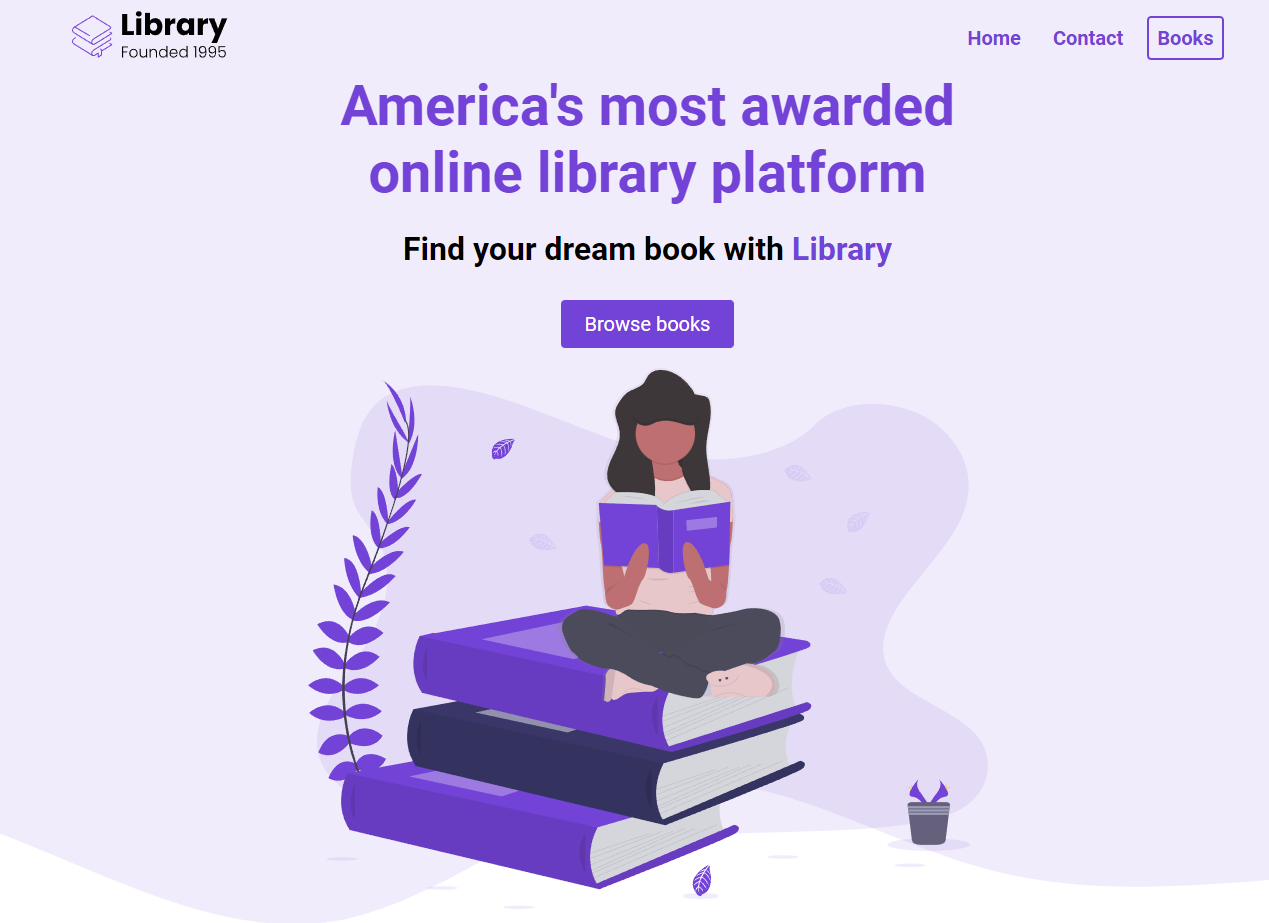 Library
Founded 1995
Home
Contact
Books
America's most awarded
online library platform
Find your dream book with Library
Browse books